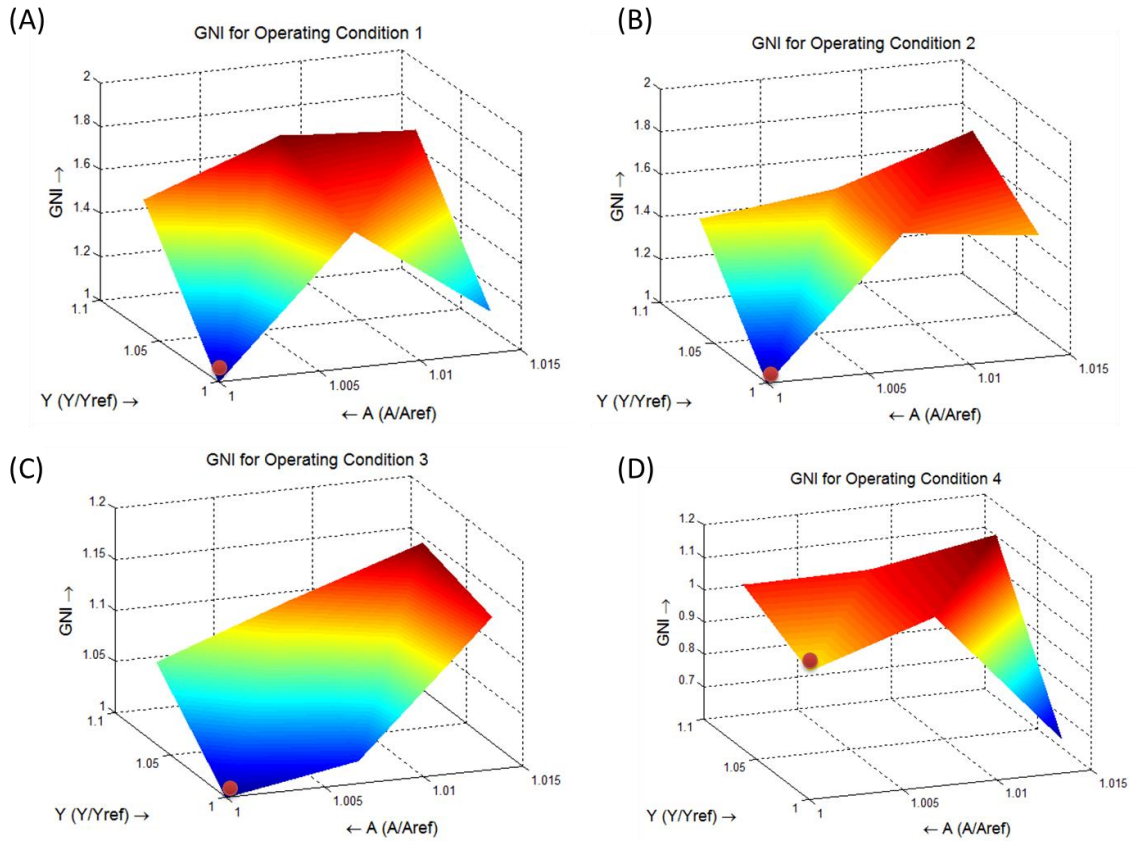 (A)
GNI for Operating Condition 1
2
1.8
1.6
1.4
1.2
1
GNI →
1.1
1.05
1
Y (Y/Yref) →
1
1.005
1.01
1.015
← A (A/Aref)
(B)
GNI for Operating Condition 2
2
1.8
1.6
1.4
1.2
1
GNI →
1.1
1.05
1
Y (Y/Yref) →
1
1.005
1.01
1.015
← A (A/Aref)
(C)
GNI for Operating Condition 3
1.2
1.15
1.1
1.05
1
GNI →
1.1
1.05
1
Y (Y/Yref) →
1
1.005
1.01
1.015
← A (A/Aref)
(D)
GNI for Operating Condition 4
1.2
1.1
1
0.9
0.8
0.7
GNI →
1.1
1.05
1
Y (Y/Yref) →
1
1.005
1.01
1.015
← A (A/Aref)